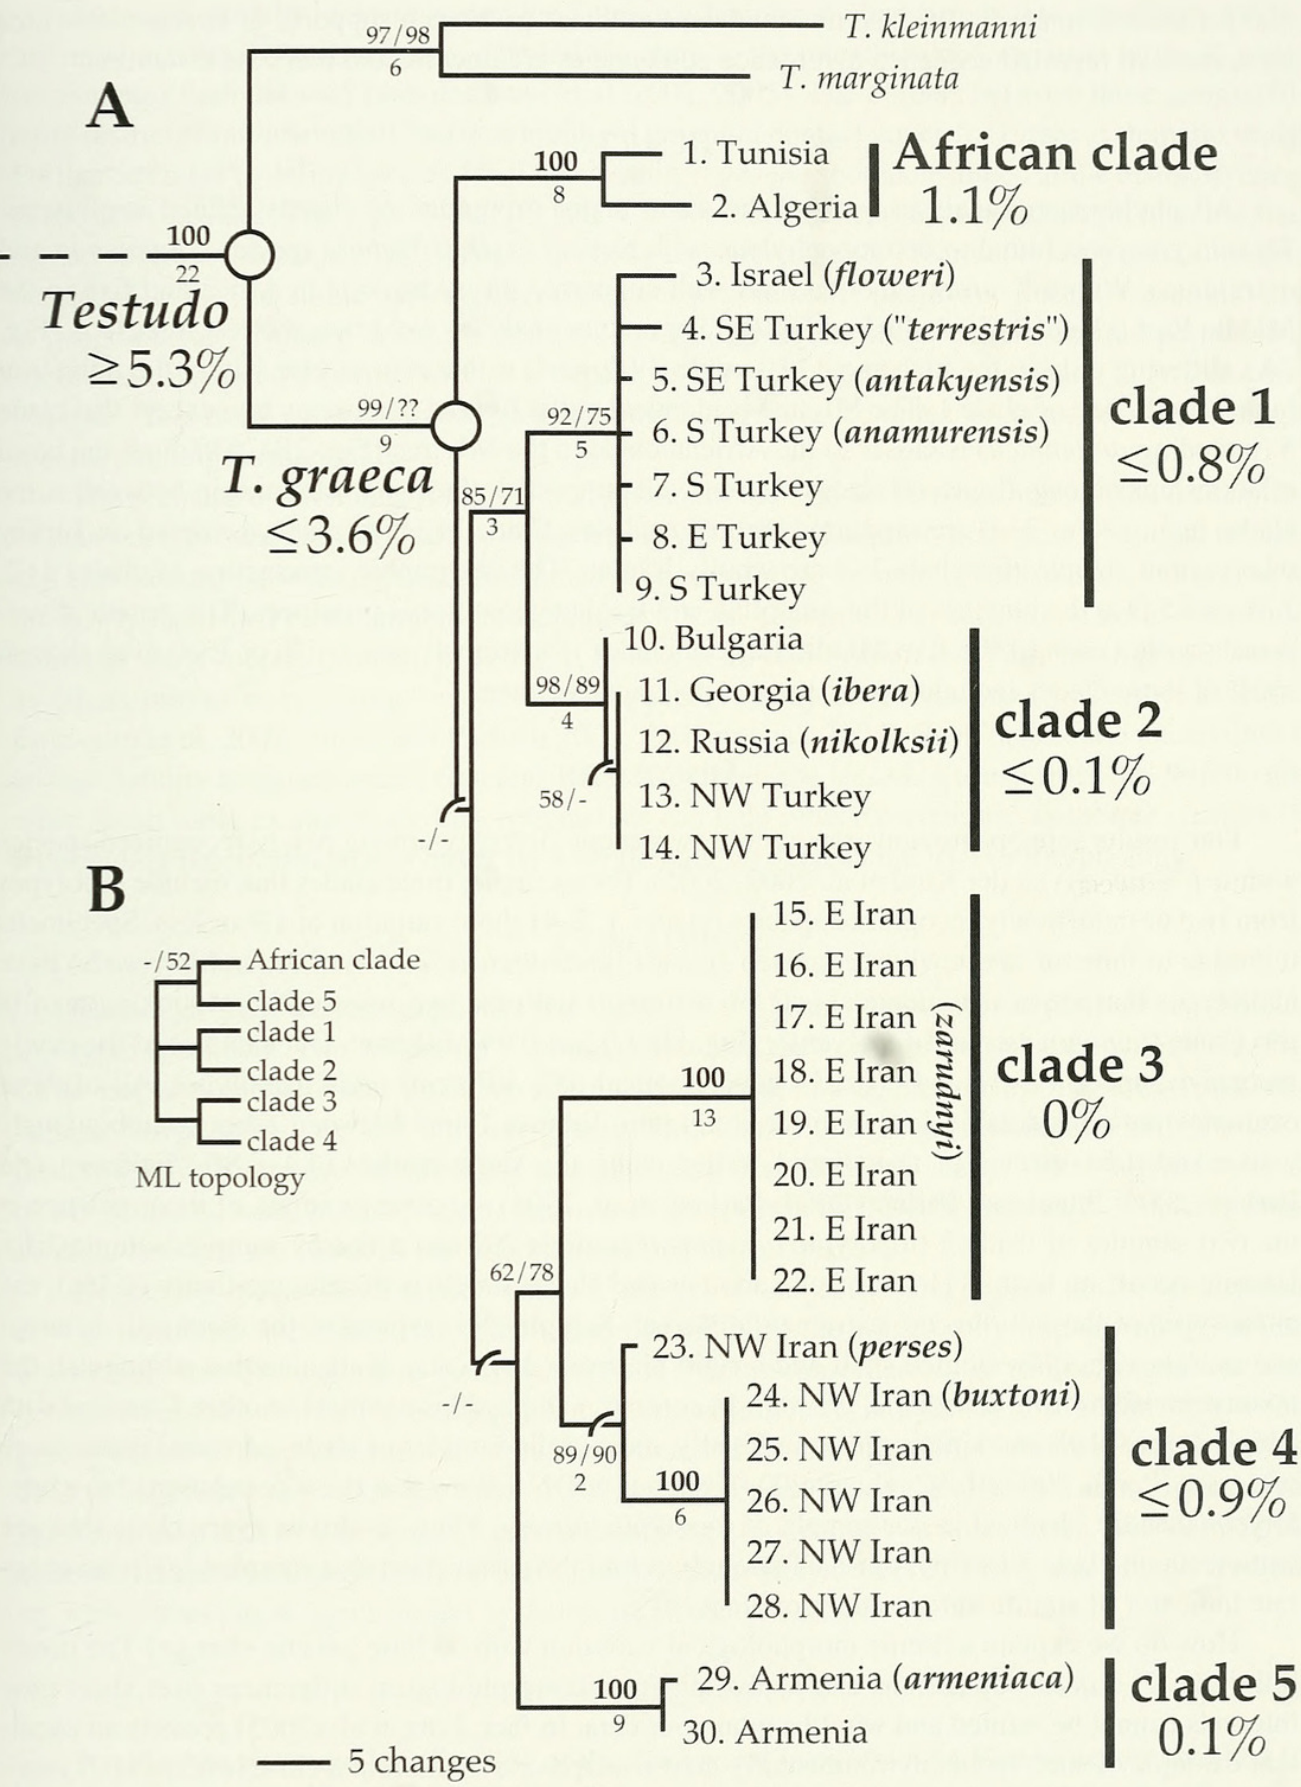 97/98
6
T. kleinmanni
T. marginata
A
100
8
1. Tunisia
2. Algeria
African clade
1.1%
100
22
Testudo
≥5.3%
3. Israel (floweri)
4. SE Turkey ("terrestris")
5. SE Turkey (antakyensis)
6. S Turkey (anamurensis)
7. S Turkey
8. E Turkey
9. S Turkey
clade 1
≤0.8%
92/75
5
99/??
9
T. graeca
≤3.6%
85/71
3
10. Bulgaria
11. Georgia (ibera)
12. Russia (nikolksii)
13. NW Turkey
14. NW Turkey
clade 2
≤0.1%
98/89
4
58/-
-/-
B
-/52
African clade
clade 5
clade 1
clade 2
clade 3
clade 4
ML topology
15. E Iran
16. E Iran
17. E Iran
18. E Iran
19. E Iran
20. E Iran
21. E Iran
22. E Iran
(zarudnyi)
clade 3
0%
100
13
62/78
-/-
23. NW Iran (perses)
24. NW Iran (buxtoni)
25. NW Iran
26. NW Iran
27. NW Iran
28. NW Iran
clade 4
≤0.9%
89/90
2
100
6
29. Armenia (armeniaca)
30. Armenia
clade 5
0.1%
100
9
5 changes